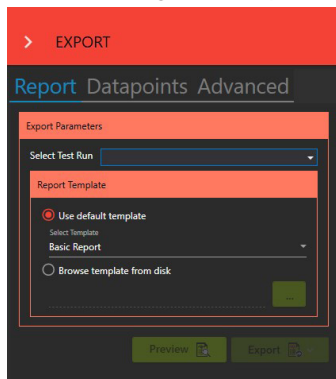 EXPORT
Report Datapoints Advanced
Export Parameters
Select Test Run
Report Template
Use default template
Select Template
Basic Report
Browse template from disk
...
Preview Export